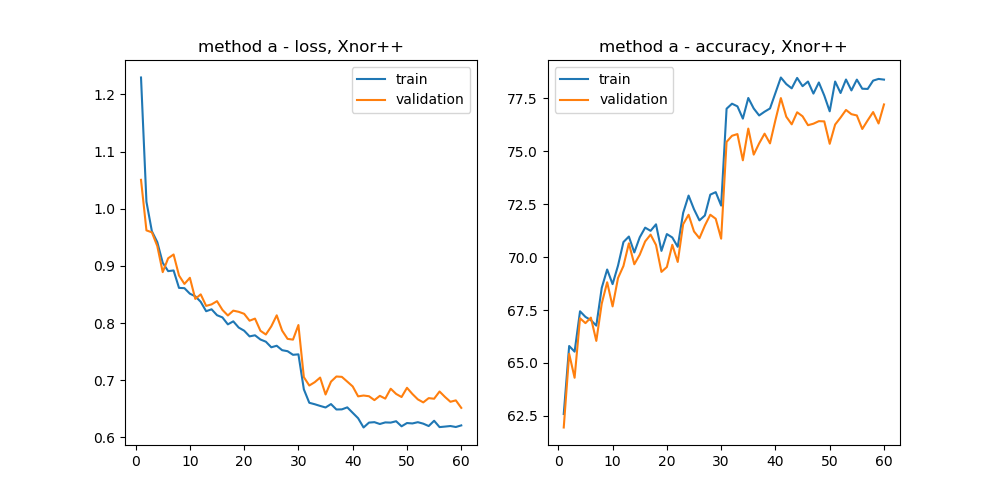 method a - loss, Xnor++
train
validation
1.2
1.1
1.0
0.9
0.8
0.7
0.6
0 10 20 30 40 50 60
method a - accuracy, Xnor++
train
validation
77.5
75.0
72.5
70.0
67.5
65.0
62.5
0 10 20 30 40 50 60